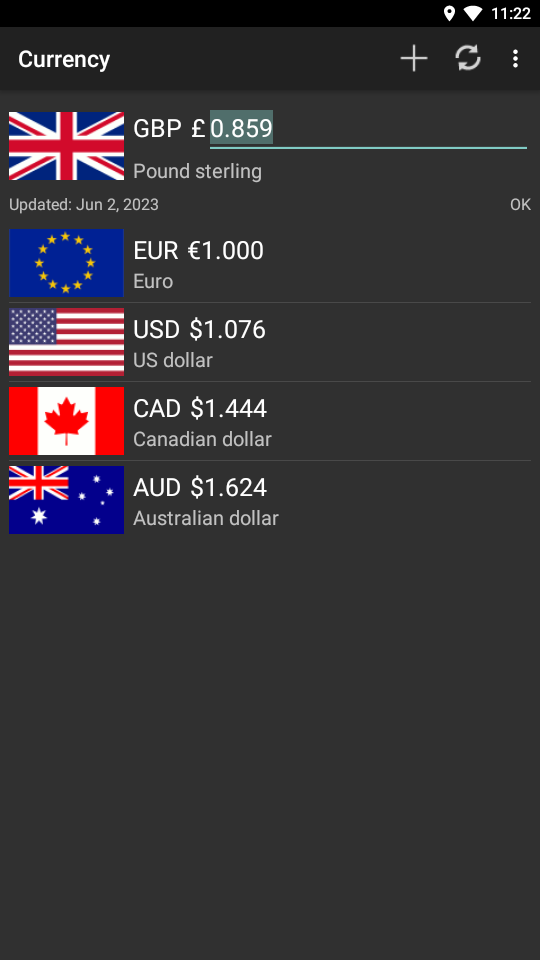 11:22
Currency
GBP £ 0.859
Pound sterling
Updated: Jun 2, 2023 OK
EUR €1.000
Euro
USD $1.076
US dollar
CAD $1.444
Canadian dollar
AUD $1.624
Australian dollar